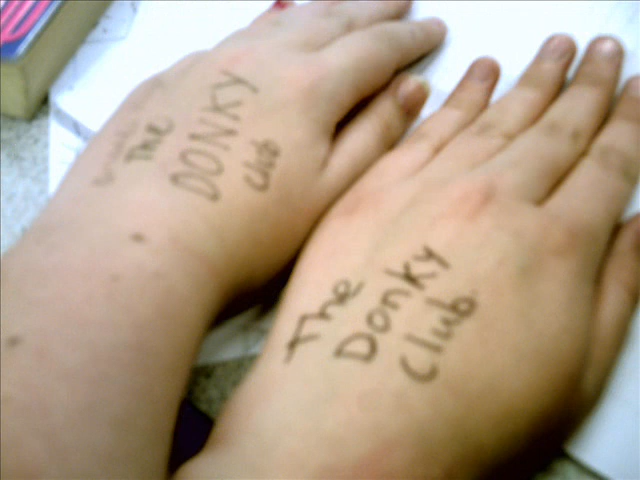 The
DONKY
Club
The
Donky
Club.